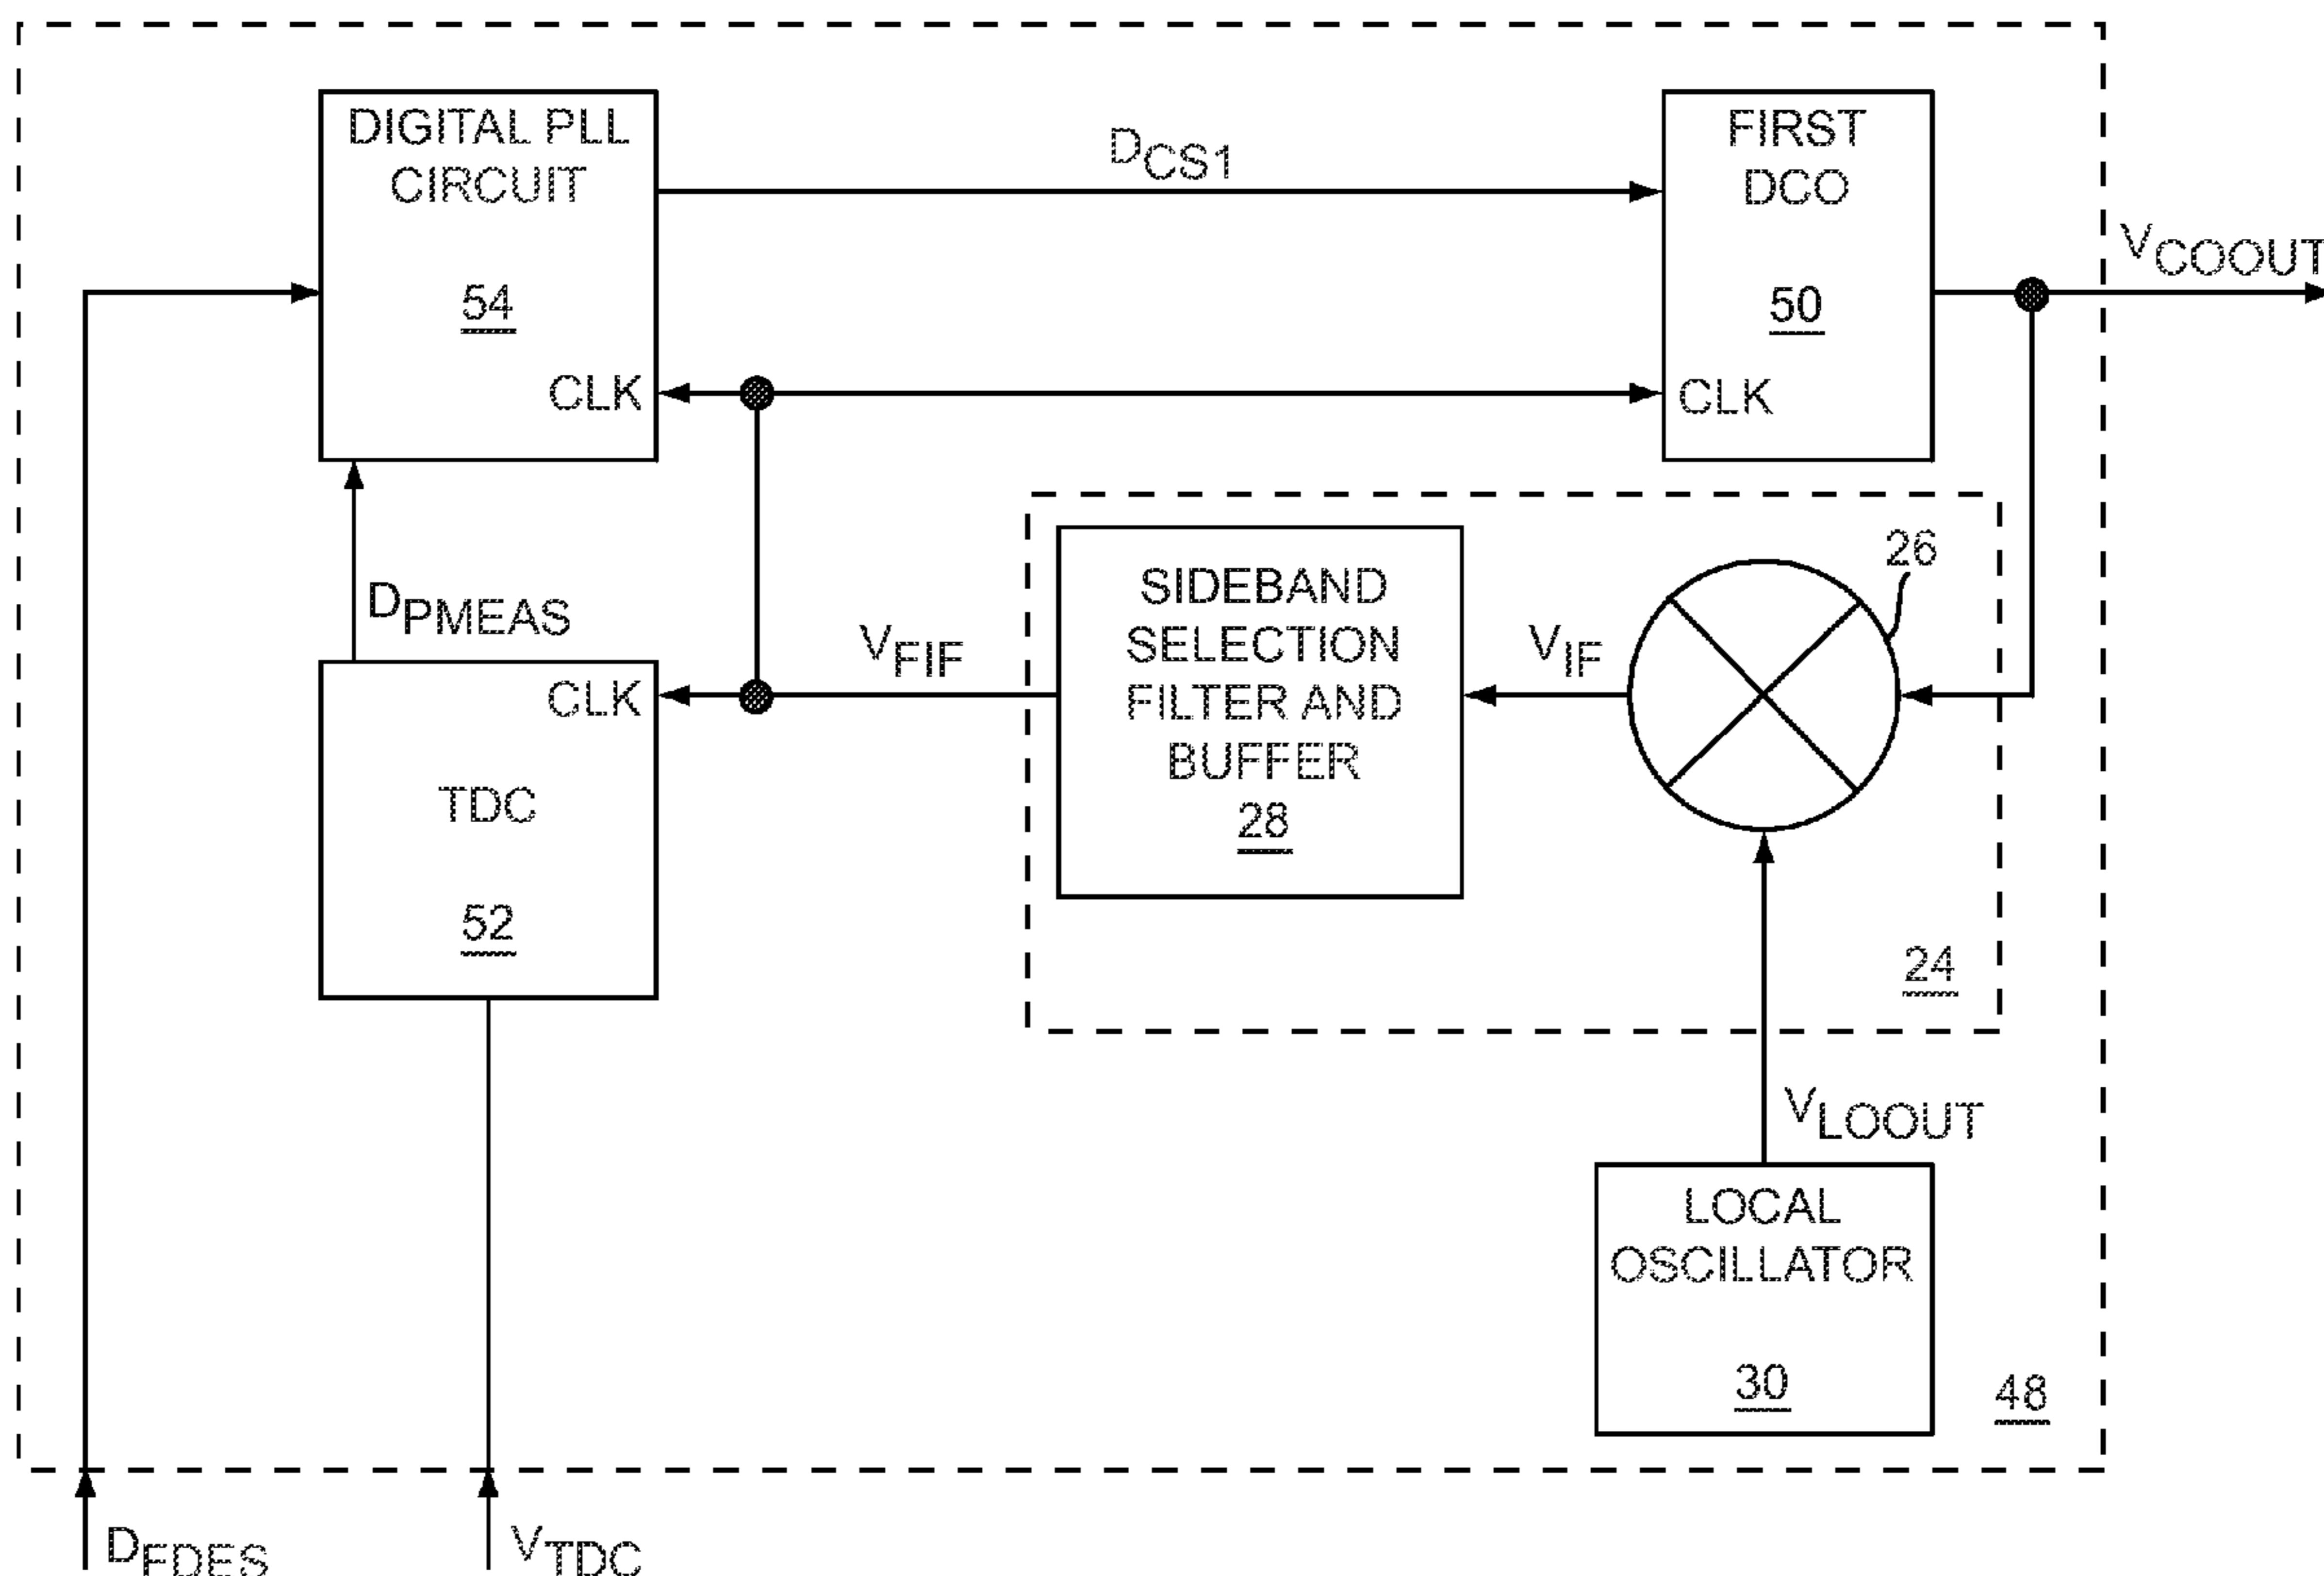 DIGITAL PLL
CIRCUIT
54
CLK
DCS1
FIRST
DCO
50
CLK
VCOOUT
DPMEAS
CLK
TDC
52
VFIF
SIDEBAND
SELECTION
FILTER AND
BUFFER
28
VIF
26
24
VLOOUT
LOCAL
OSCILLATOR
30
48
DFDES
VTDC